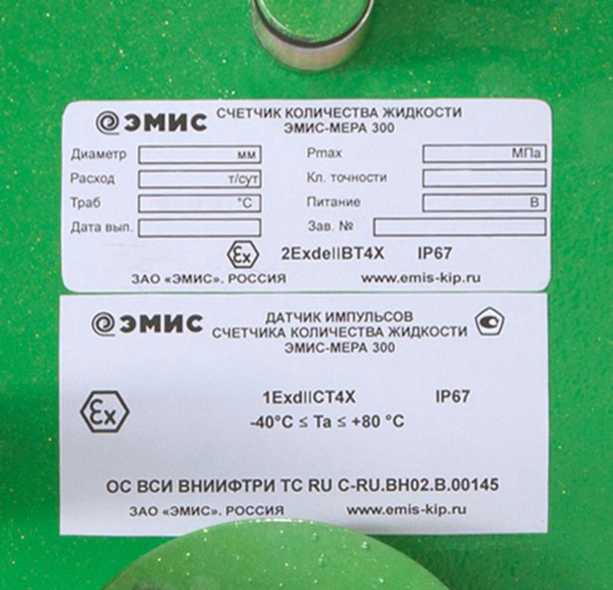 ЭМИС СЧЕТЧИК КОЛИЧЕСТВА ЖИДКОСТИ
ЭМИС-МЕРА 300
Диаметр мм Pmax МПа
Расход т/сут Кл. точности
Траб °С Питание В
Дата вып. Зав. №
Ex 2ExdeIIBT4X IP67
ЗАО «ЭМИС». РОССИЯ www.emis-kip.ru
ЭМИС ДАТЧИК ИМПУЛЬСОВ
СЧЕТЧИКА КОЛИЧЕСТВА ЖИДКОСТИ
ЭМИС-МЕРА 300
Ex 1ExdIICT4X IP67
-40°C ≤ Ta ≤ +80 °C
ОС ВСИ ВНИИФТРИ ТС RU C-RU.ВН02.В.00145
ЗАО «ЭМИС». РОССИЯ www.emis-kip.ru